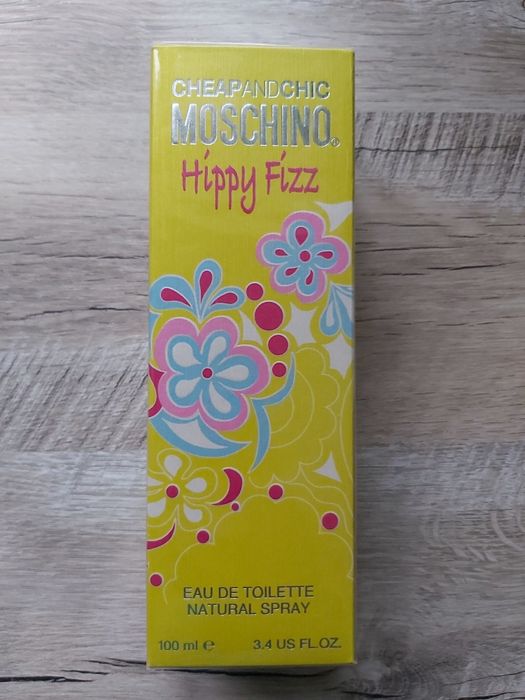 CHEAPANDCHIC
MOSCHINO®
Hippy Fizz
EAU DE TOILETTE
NATURAL SPRAY
100 ml ℮ 3.4 US FL.OZ.